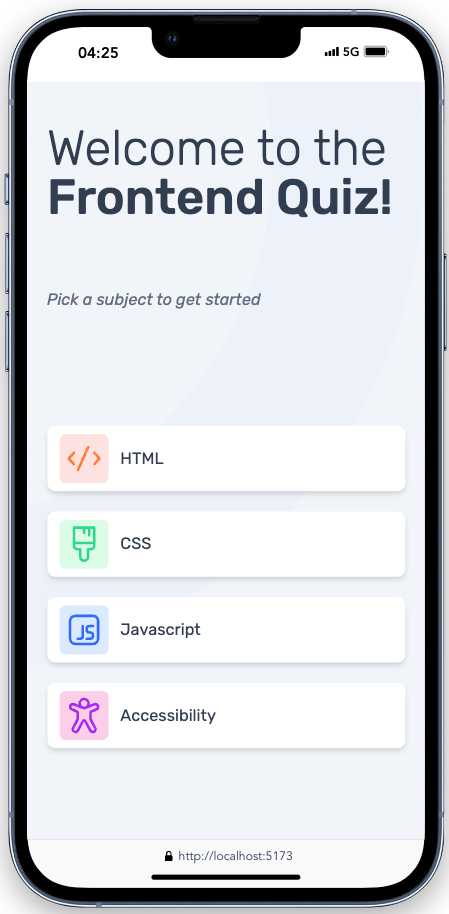 04:25 5G
Welcome to the
Frontend Quiz!
Pick a subject to get started
HTML
CSS
JS Javascript
Accessibility
http://localhost:5173